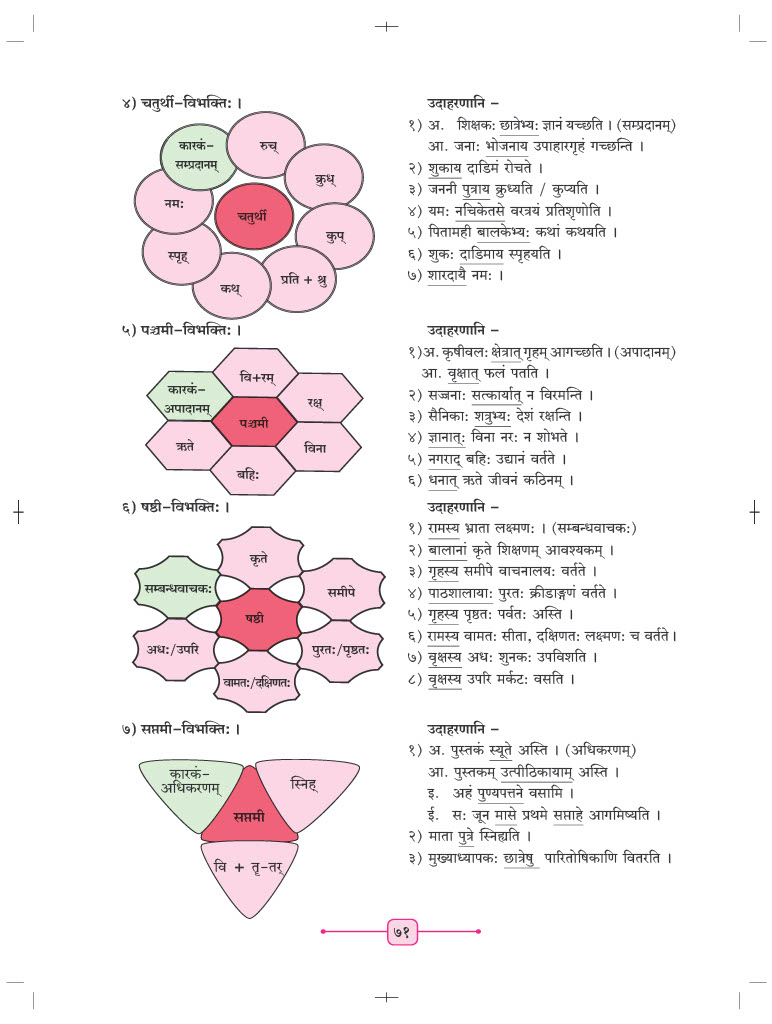 ४) चतुर्थी–विभक्ति: ।
कारकं–
सम्प्रदानम्
रुच्
क्रुध्
कुप्
प्रति + श्रु
कथ्
स्पृह्
नम:
चतुर्थी
उदाहरणानि –
१) अ. शिक्षक: छात्रेभ्य: ज्ञानं यच्छति । (सम्प्रदानम्)
आ. जना: भोजनाय उपाहारगृहं गच्छन्ति ।
२) शुकाय दाडिमं रोचते ।
३) जननी पुत्राय क्रुध्यति / कुप्यति ।
४) यम: नचिकेतसे वरत्रयं प्रतिशृणोति ।
५) पितामही बालकेभ्य: कथां कथयति ।
६) शुक: दाडिमाय स्पृहयति ।
७) शारदायै नम: ।
५) पञ्चमी–विभक्ति: ।
कारकं–
अपादानम्
वि+रम्
रक्ष्
विना
बहि:
ऋते
पञ्चमी
उदाहरणानि –
१)अ. कृषीवल: क्षेत्रात् गृहम् आगच्छति । (अपादानम्)
आ. वृक्षात् फलं पतति ।
२) सज्जना: सत्कार्यात् न विरमन्ति ।
३) सैनिका: शत्रुभ्य: देशं रक्षन्ति ।
४) ज्ञानात्: विना नर: न शोभते ।
५) नगराद् बहि: उद्यानं वर्तते ।
६) धनात् ऋते जीवनं कठिनम् ।
६) षष्ठी–विभक्ति: ।
सम्बन्धवाचक:
कृते
समीपे
पुरत:/पृष्ठत:
वामत:/दक्षिणत:
अध:/उपरि
षष्ठी
उदाहरणानि –
१) रामस्य भ्राता लक्ष्मण: । (सम्बन्धवाचक:)
२) बालानां कृते शिक्षणम् आवश्यकम् ।
३) गृहस्य समीपे वाचनालय: वर्तते ।
४) पाठशालाया: पुरत: क्रीडाङ्गणं वर्तते ।
५) गृहस्य पृष्ठत: पर्वत: अस्ति ।
६) रामस्य वामत: सीता, दक्षिणत: लक्ष्मण: च वर्तते ।
७) वृक्षस्य अध: शुनक: उपविशति ।
८) वृक्षस्य उपरि मर्कट: वसति ।
७) सप्तमी–विभक्ति: ।
कारकं–
अधिकरणम्
स्निह्
वि + तॄ-तर्
सप्तमी
उदाहरणानि –
१) अ. पुस्तकं स्यूते अस्ति । (अधिकरणम्)
आ. पुस्तकम् उत्पीठिकायाम् अस्ति ।
इ. अहं पुण्यपत्तने वसामि ।
ई. स: जून मासे प्रथमे सप्ताहे आगमिष्यति ।
२) माता पुत्रे स्निह्यति ।
३) मुख्याध्यापक: छात्रेषु पारितोषिकाणि वितरति ।
७१